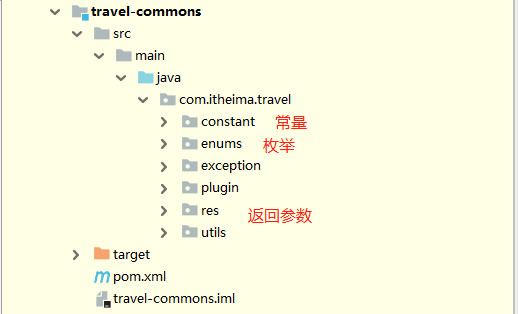 travel-commons
src
main
java
com.itheima.travel
constant 常量
enums 枚举
exception
plugin
res 返回参数
utils
target
pom.xml
travel-commons.iml